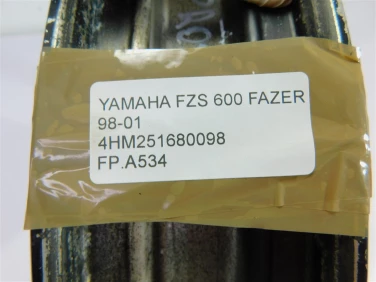 YAMAHA FZS 600 FAZER
98-01
4HM251680098
FP.A534